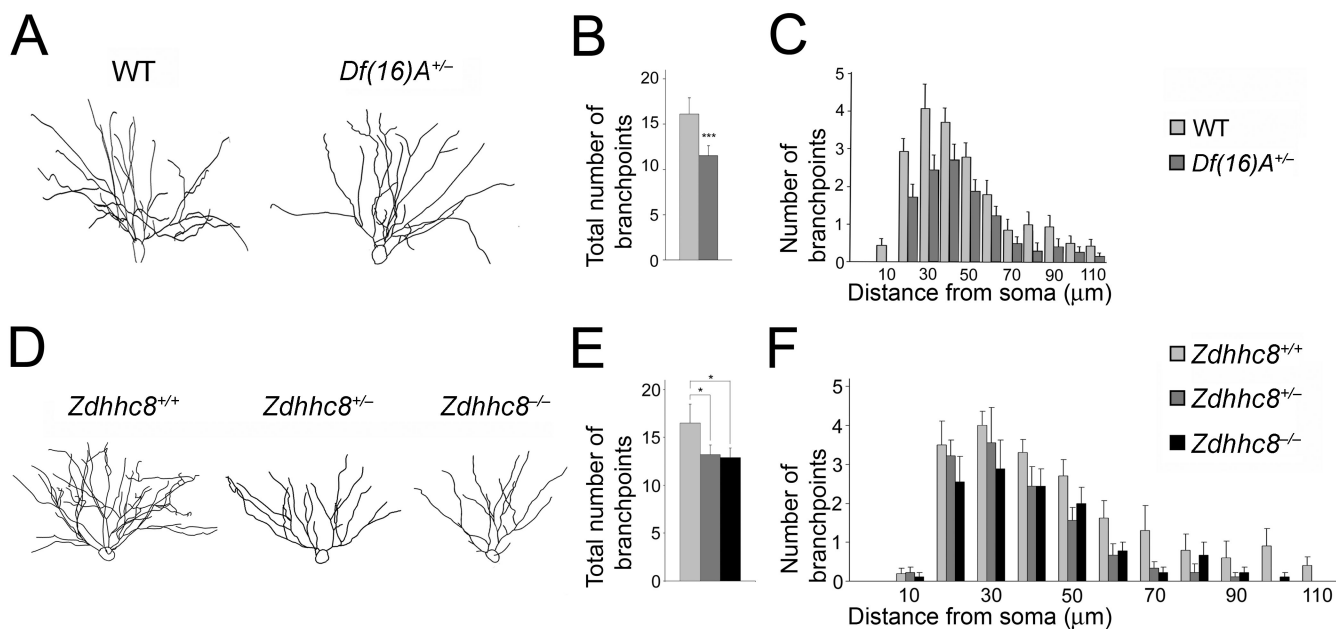 A
WT
Df(16)A+/−
B
Total number of
branchpoints
20
15
10
5
0
***
C
Number of
branchpoints
5
4
3
2
1
0
10 30 50 70 90 110
Distance from soma (μm)
WT
Df(16)A+/−
D
Zdhhc8+/+
Zdhhc8+/−
Zdhhc8−/−
E
Total number of
branchpoints
20
15
10
5
0
*
*
F
Number of
branchpoints
5
4
3
2
1
0
10 30 50 70 90 110
Distance from soma (μm)
Zdhhc8+/+
Zdhhc8+/−
Zdhhc8−/−